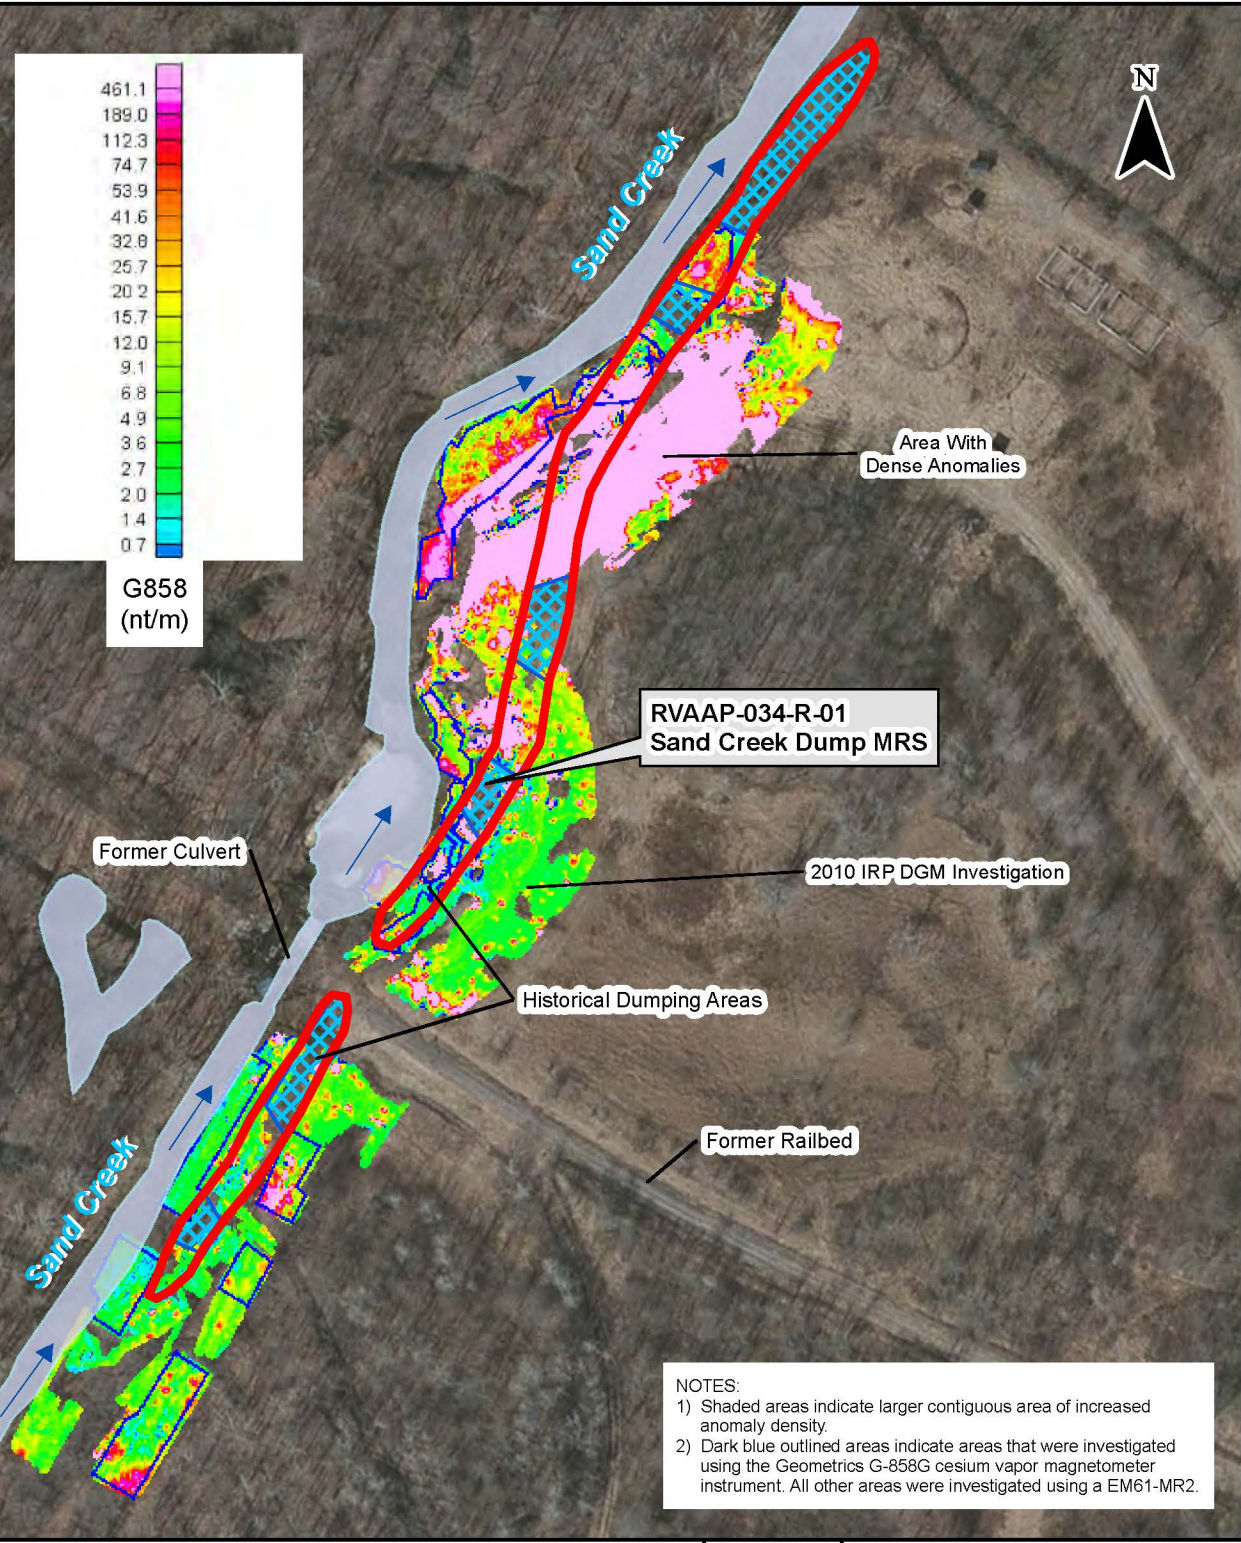 461.1
189.0
112.3
74.7
53.9
41.6
32.8
25.7
20 2
15.7
12.0
9.1
6.8
4.9
3.6
2.7
2.0
1.4
0.7
G858
(nt/m)
N
Sand Creek
Area With
Dense Anomalies
RVAAP-034-R-01
Sand Creek Dump MRS
Former Culvert
2010 IRP DGM Investigation
Historical Dumping Areas
Former Railbed
Sand Creek
NOTES:
1) Shaded areas indicate larger contiguous area of increased
anomaly density.
2) Dark blue outlined areas indicate areas that were investigated
using the Geometrics G-858G cesium vapor magnetometer
instrument. All other areas were investigated using a EM61-MR2.